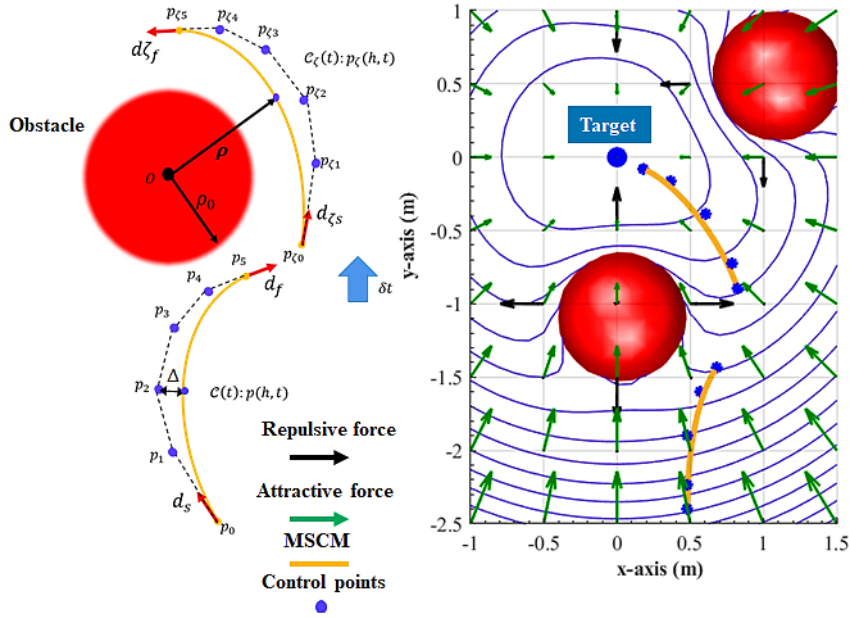 p_ζ5
p_ζ4
p_ζ3
dζ_f
𝒞_ζ(t): p_ζ(h, t)
p_ζ2
Obstacle
p_ζ1
O
ρ
ρ_0
d_ζs
p_ζ0
p_5
p_4
d_f
δt
p_3
Δ
p_2
𝒞(t): p(h, t)
Repulsive force
p_1
Attractive force
d_s
MSCM
p_0
Control points
1
0.5
0
-0.5
-1
-1.5
-2
-2.5
y-axis (m)
Target
-1
-0.5
0
0.5
1
1.5
x-axis (m)